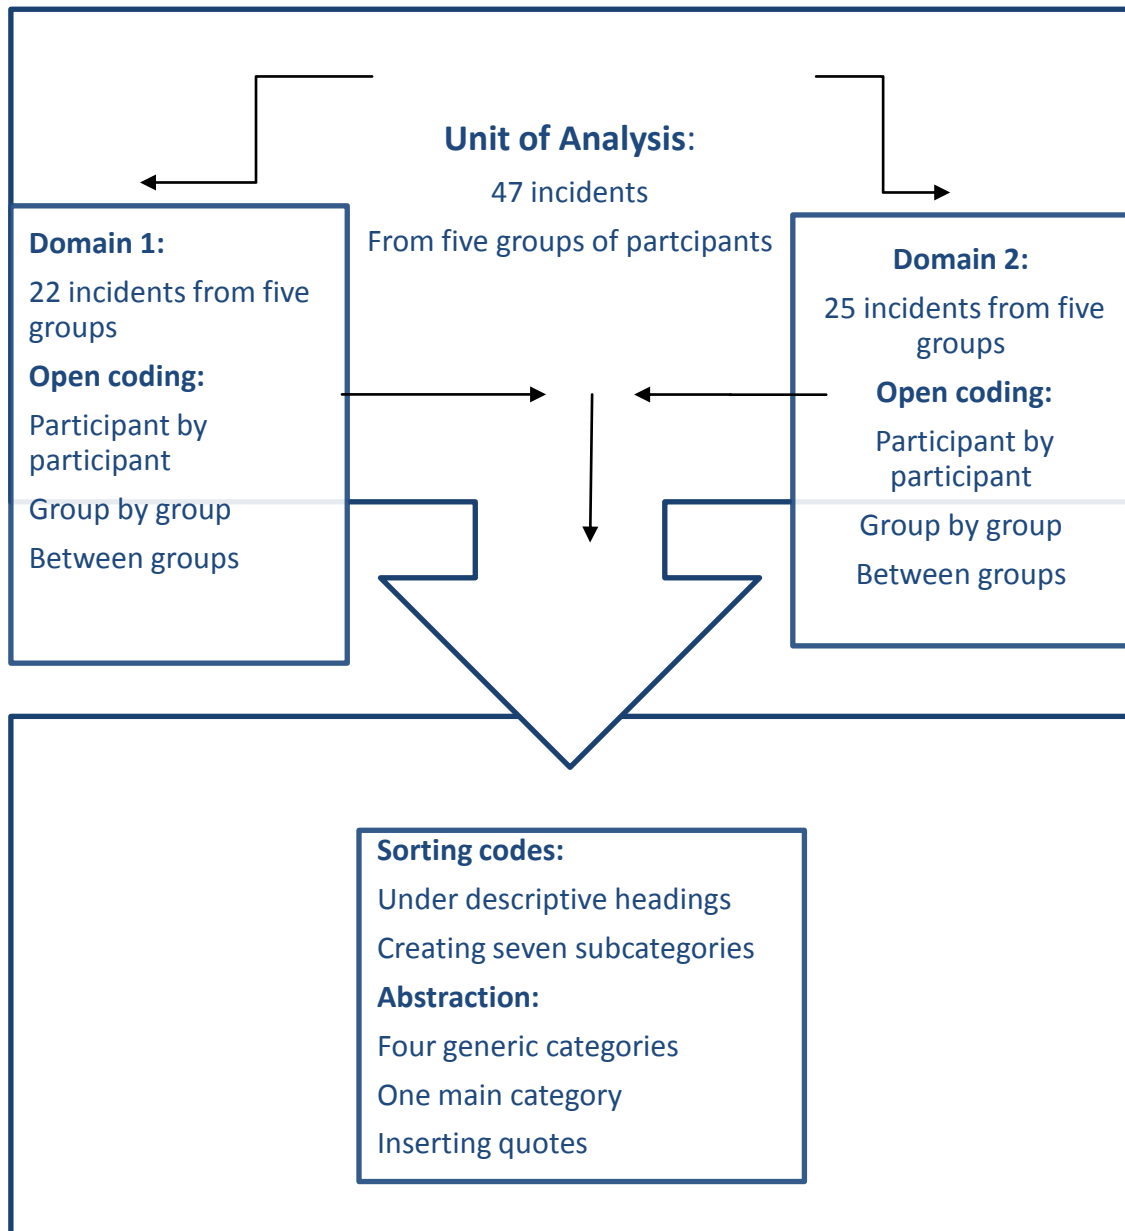 Unit of Analysis:
47 incidents
From five groups of partcipants
Domain 1:
22 incidents from five
groups
Open coding:
Participant by
participant
Group by group
Between groups
Domain 2:
25 incidents from five
groups
Open coding:
Participant by
participant
Group by group
Between groups
Sorting codes:
Under descriptive headings
Creating seven subcategories
Abstraction:
Four generic categories
One main category
Inserting quotes